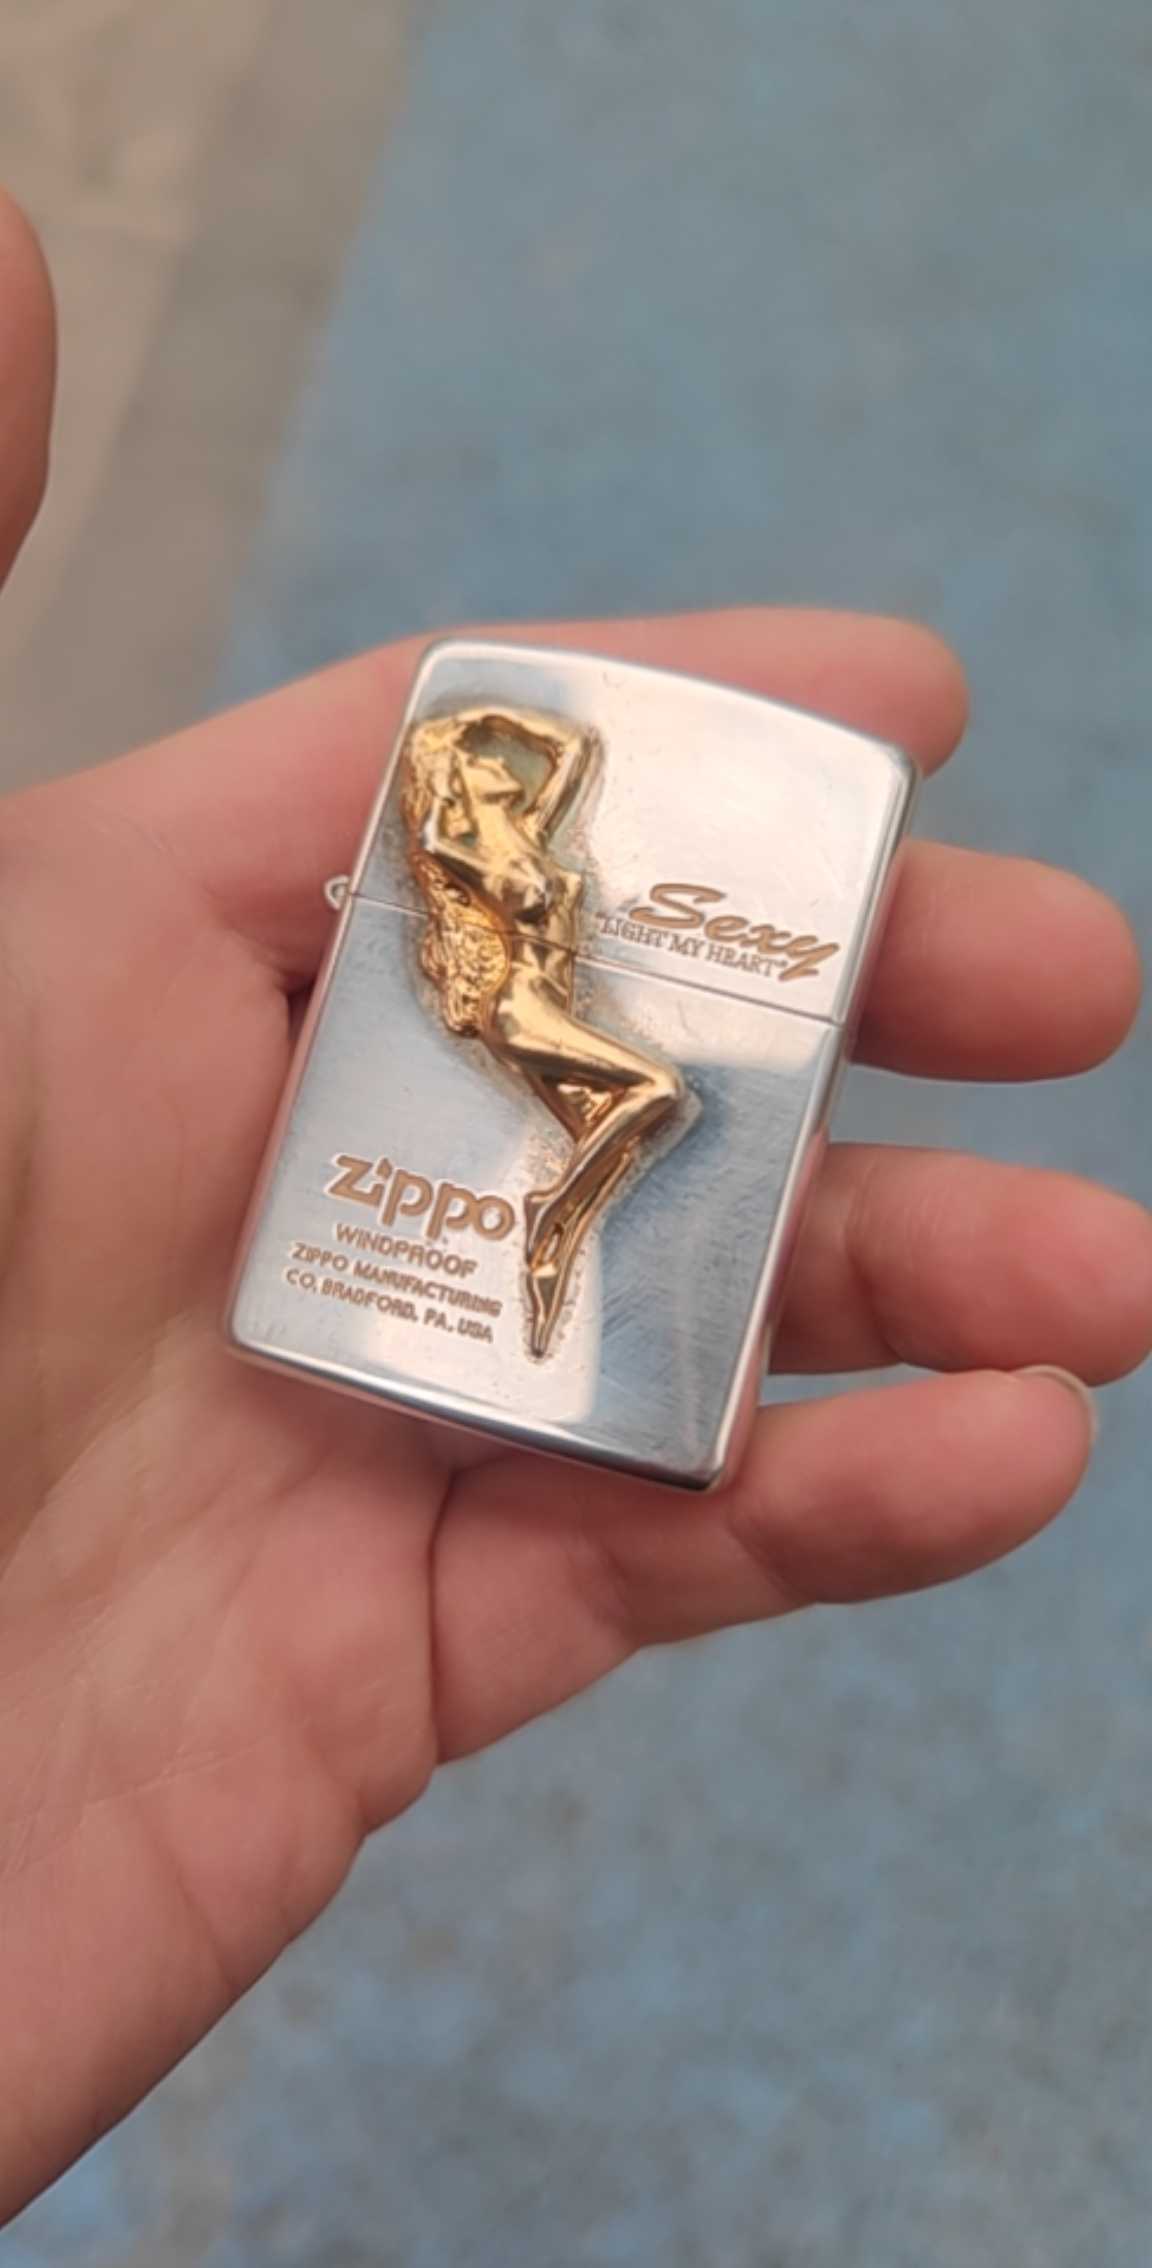 Sexy
"LIGHT MY HEART"
zippo
WINDPROOF
ZIPPO MANUFACTURING
CO. BRADFORD, PA. USA